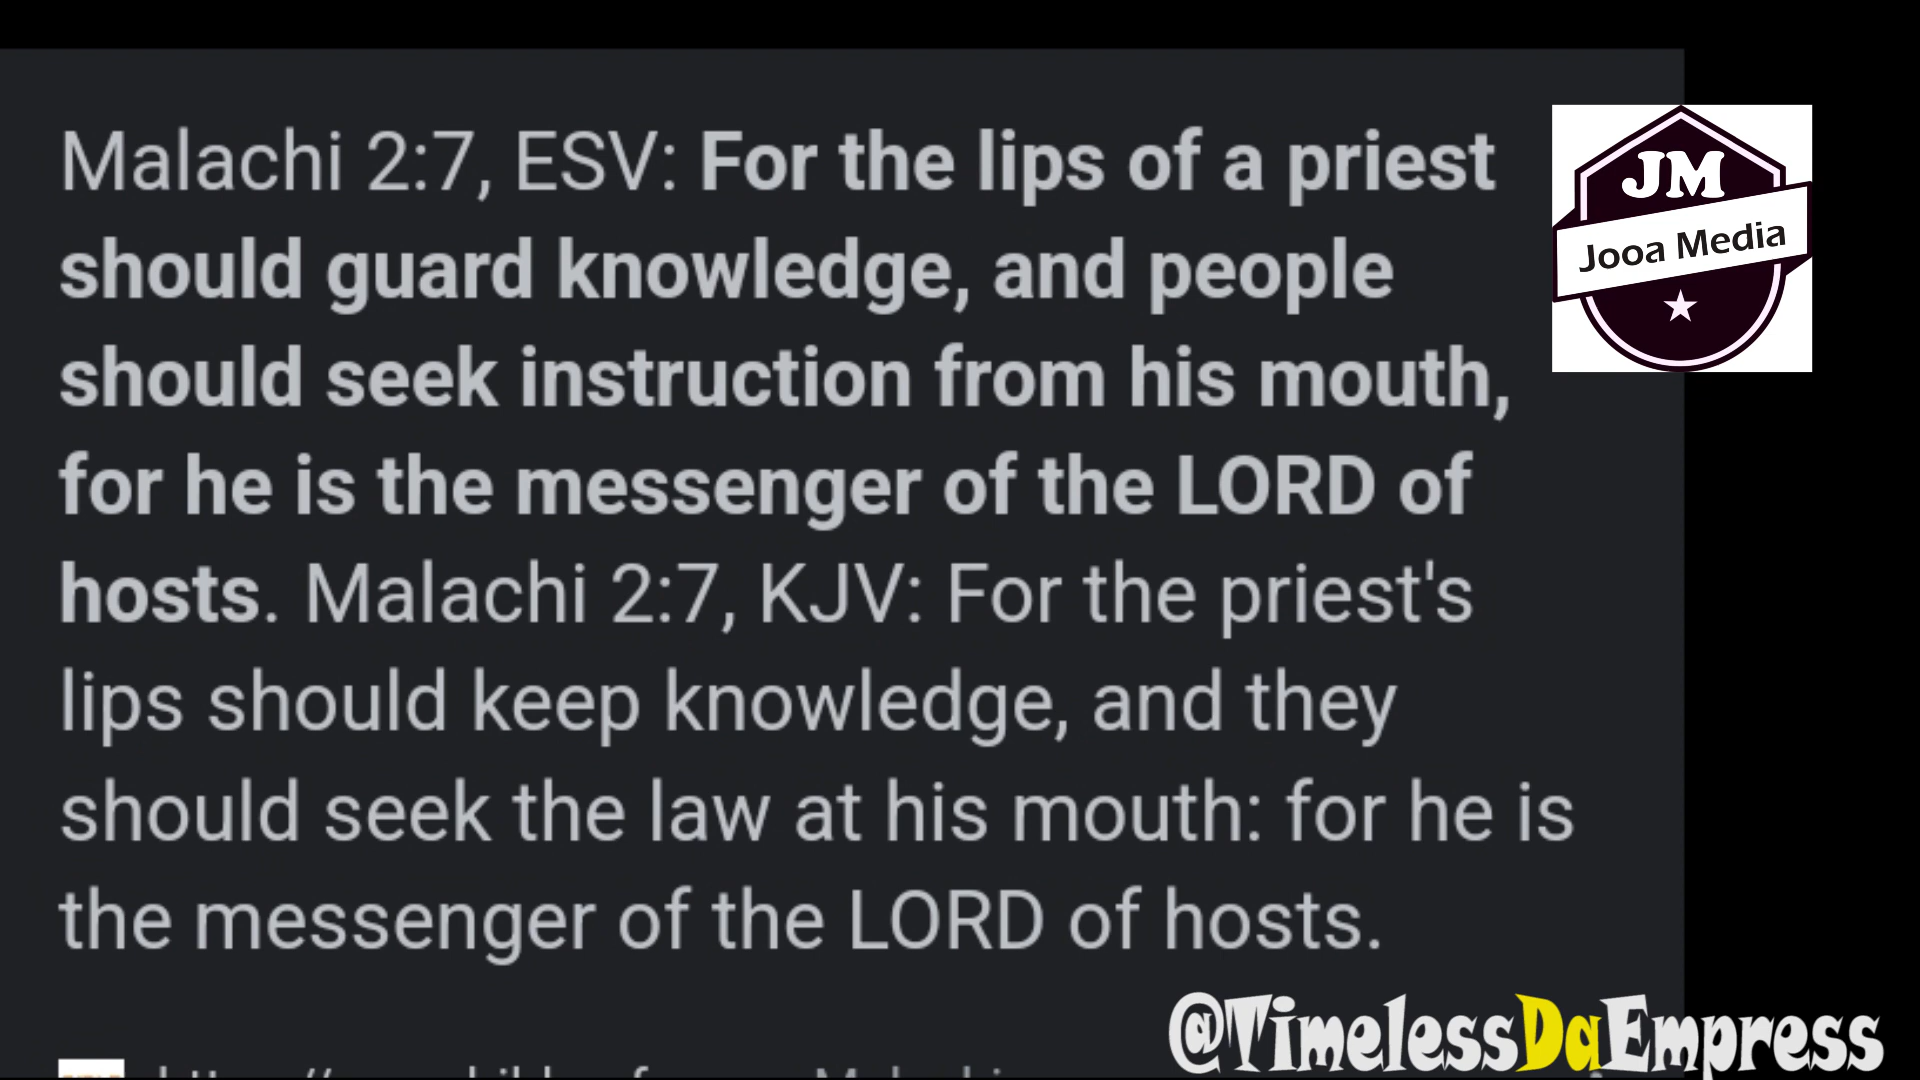 Malachi 2:7, ESV: For the lips of a priest
should guard knowledge, and people
should seek instruction from his mouth,
for he is the messenger of the LORD of
hosts. Malachi 2:7, KJV: For the priest's
lips should keep knowledge, and they
should seek the law at his mouth: for he is
the messenger of the LORD of hosts.
JM
Jooa Media
@TimelessDaEmpress